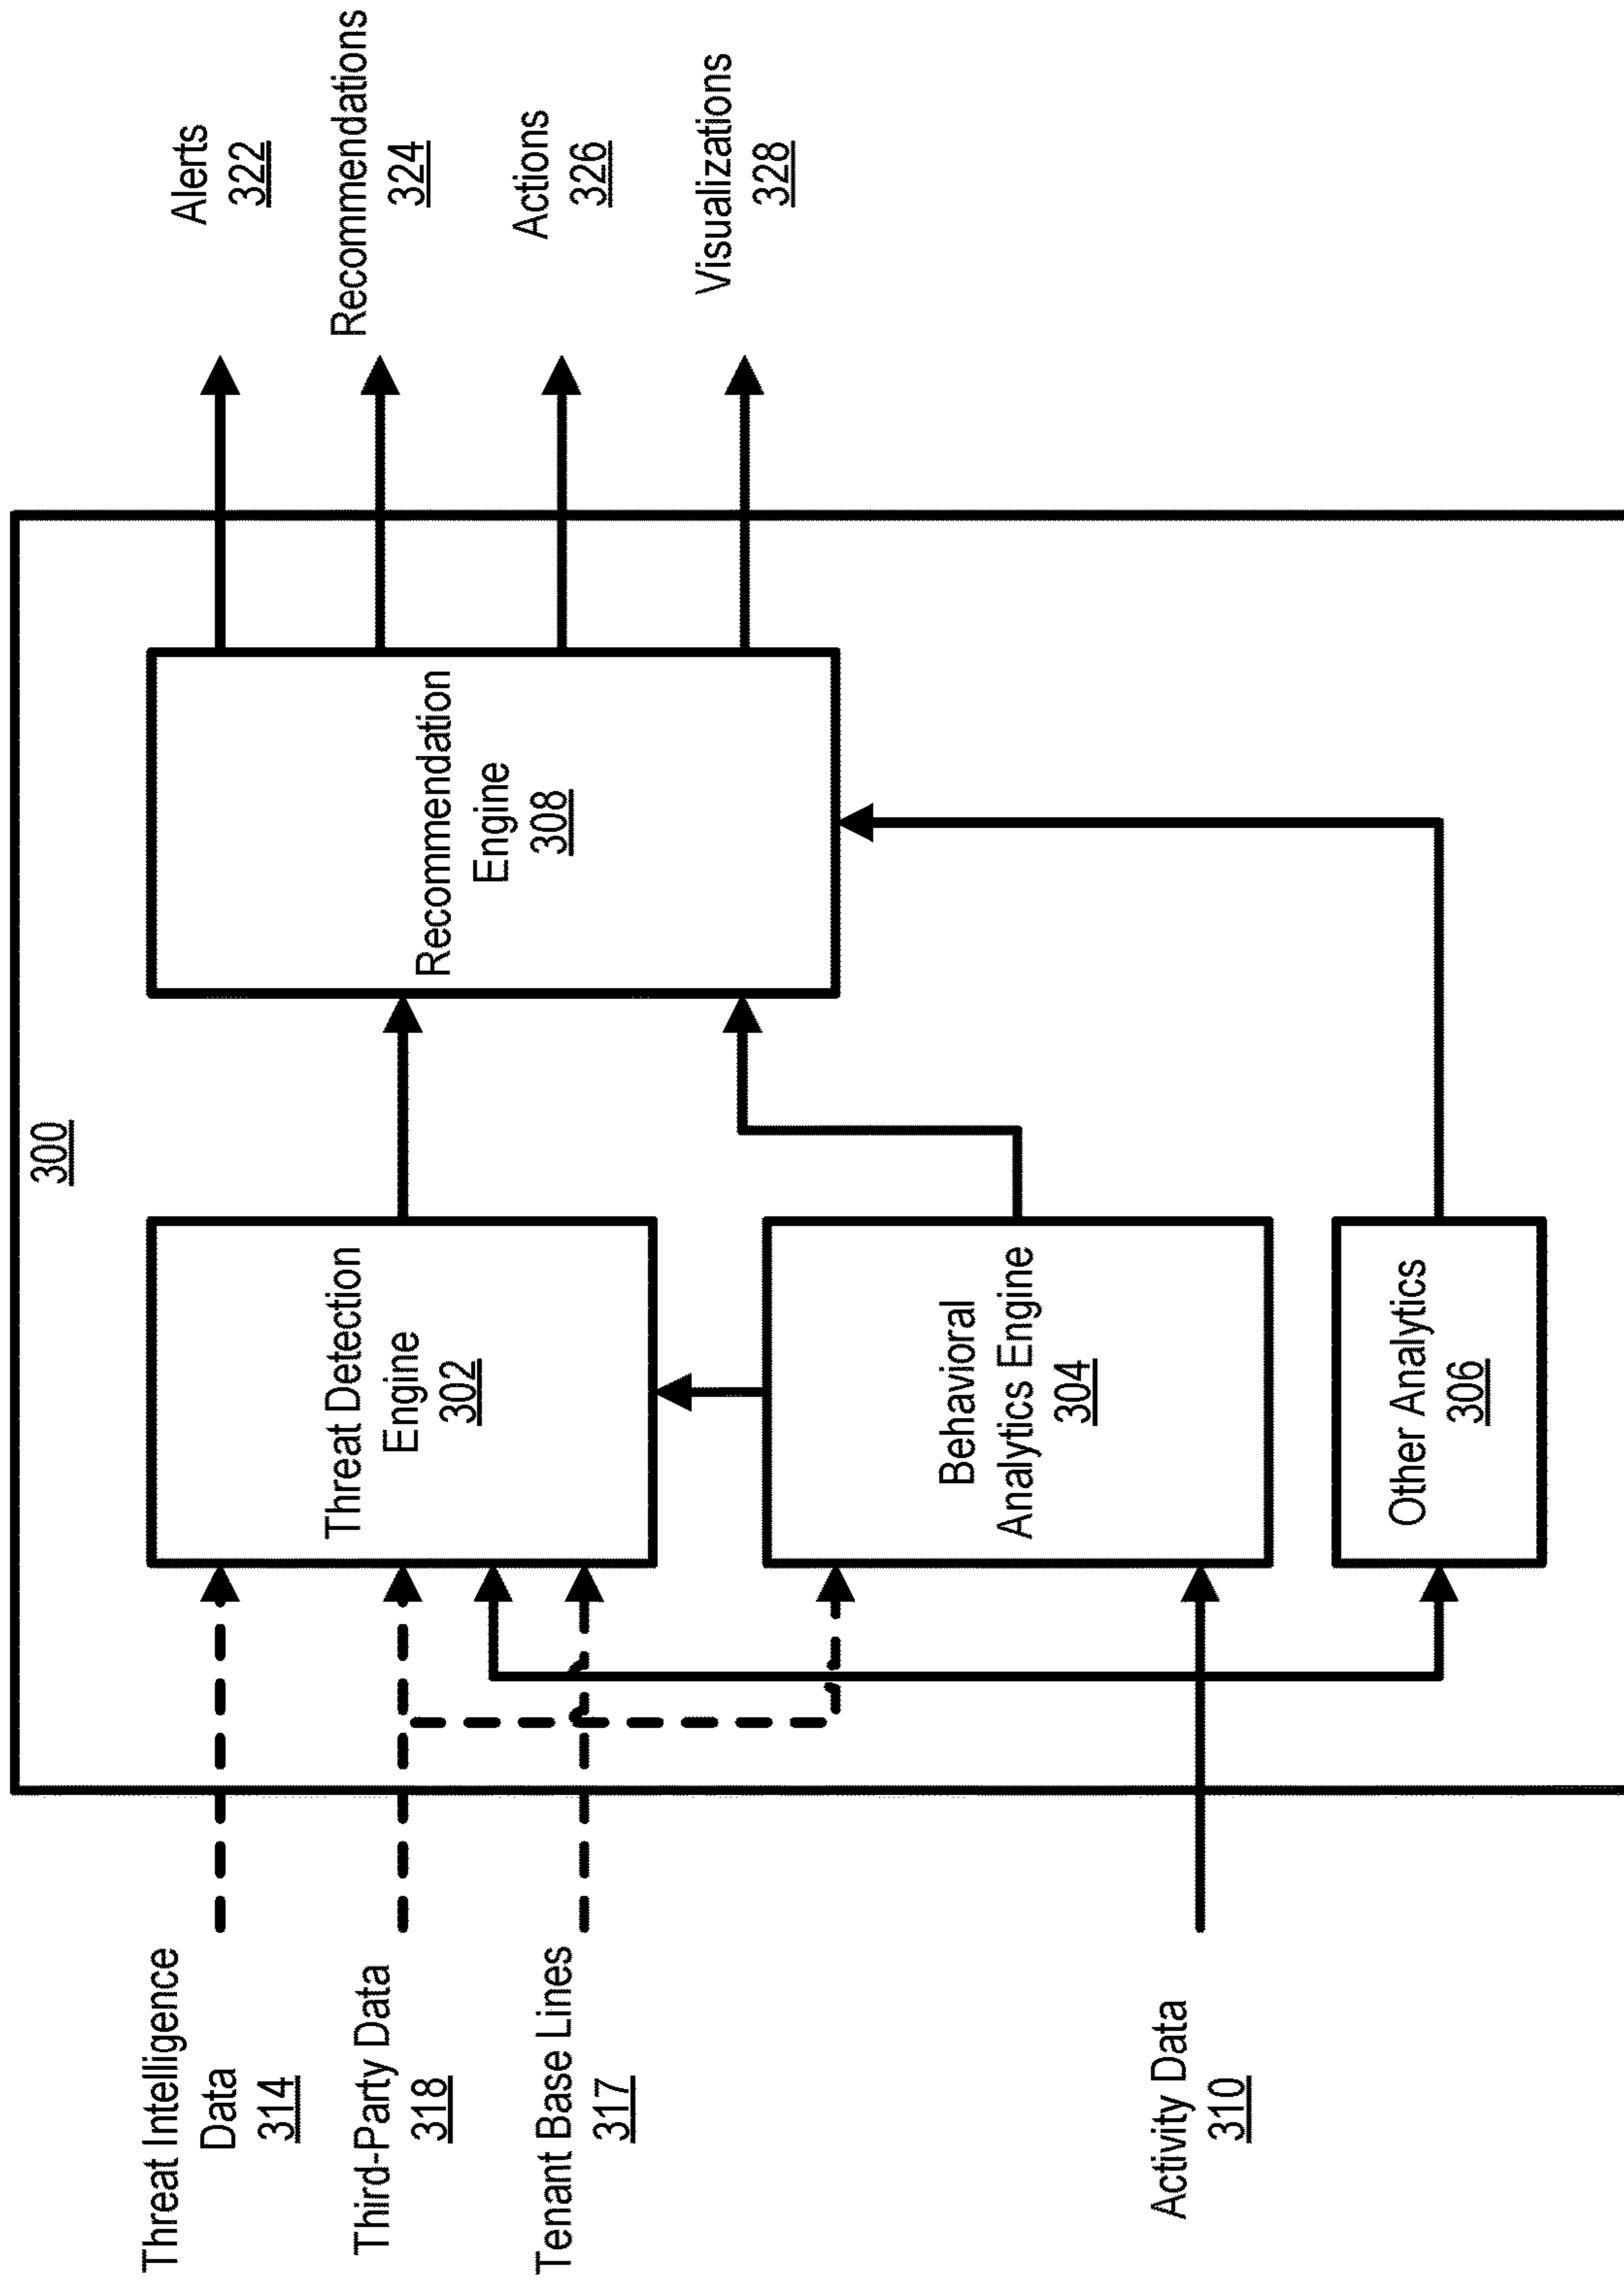 300
Threat Intelligence
Data
314
Third-Party Data
318
Tenant Base Lines
317
Activity Data
310
Threat Detection
Engine
302
Behavioral
Analytics Engine
304
Other Analytics
306
Recommendation
Engine
308
Alerts
322
Recommendations
324
Actions
326
Visualizations
328